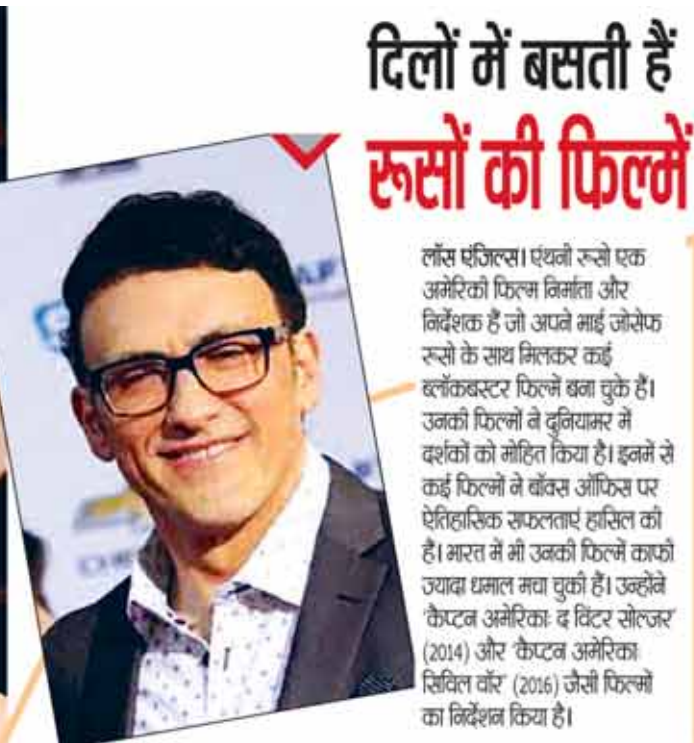 दिलों में बसती हैं
रूसों की फिल्में
लॉस एंजिल्स। एंथनी रूसो एक
अमेरिकी फिल्म निर्माता और
निर्देशक हैं जो अपने भाई जोसेफ
रूसो के साथ मिलकर कई
ब्लॉकबस्टर फिल्में बना चुके हैं।
उनकी फिल्मों ने दुनियाभर में
दर्शकों को मोहित किया है। इनमें से
कई फिल्मों ने बॉक्स ऑफिस पर
ऐतिहासिक सफलताएं हासिल की
हैं। भारत में भी उनकी फिल्में काफी
ज्यादा धमाल मचा चुकी हैं। उन्होंने
'कैप्टन अमेरिकाः द विंटर सोल्जर'
(2014) और 'कैप्टन अमेरिकाः
सिविल वॉर' (2016) जैसी फिल्मों
का निर्देशन किया है।